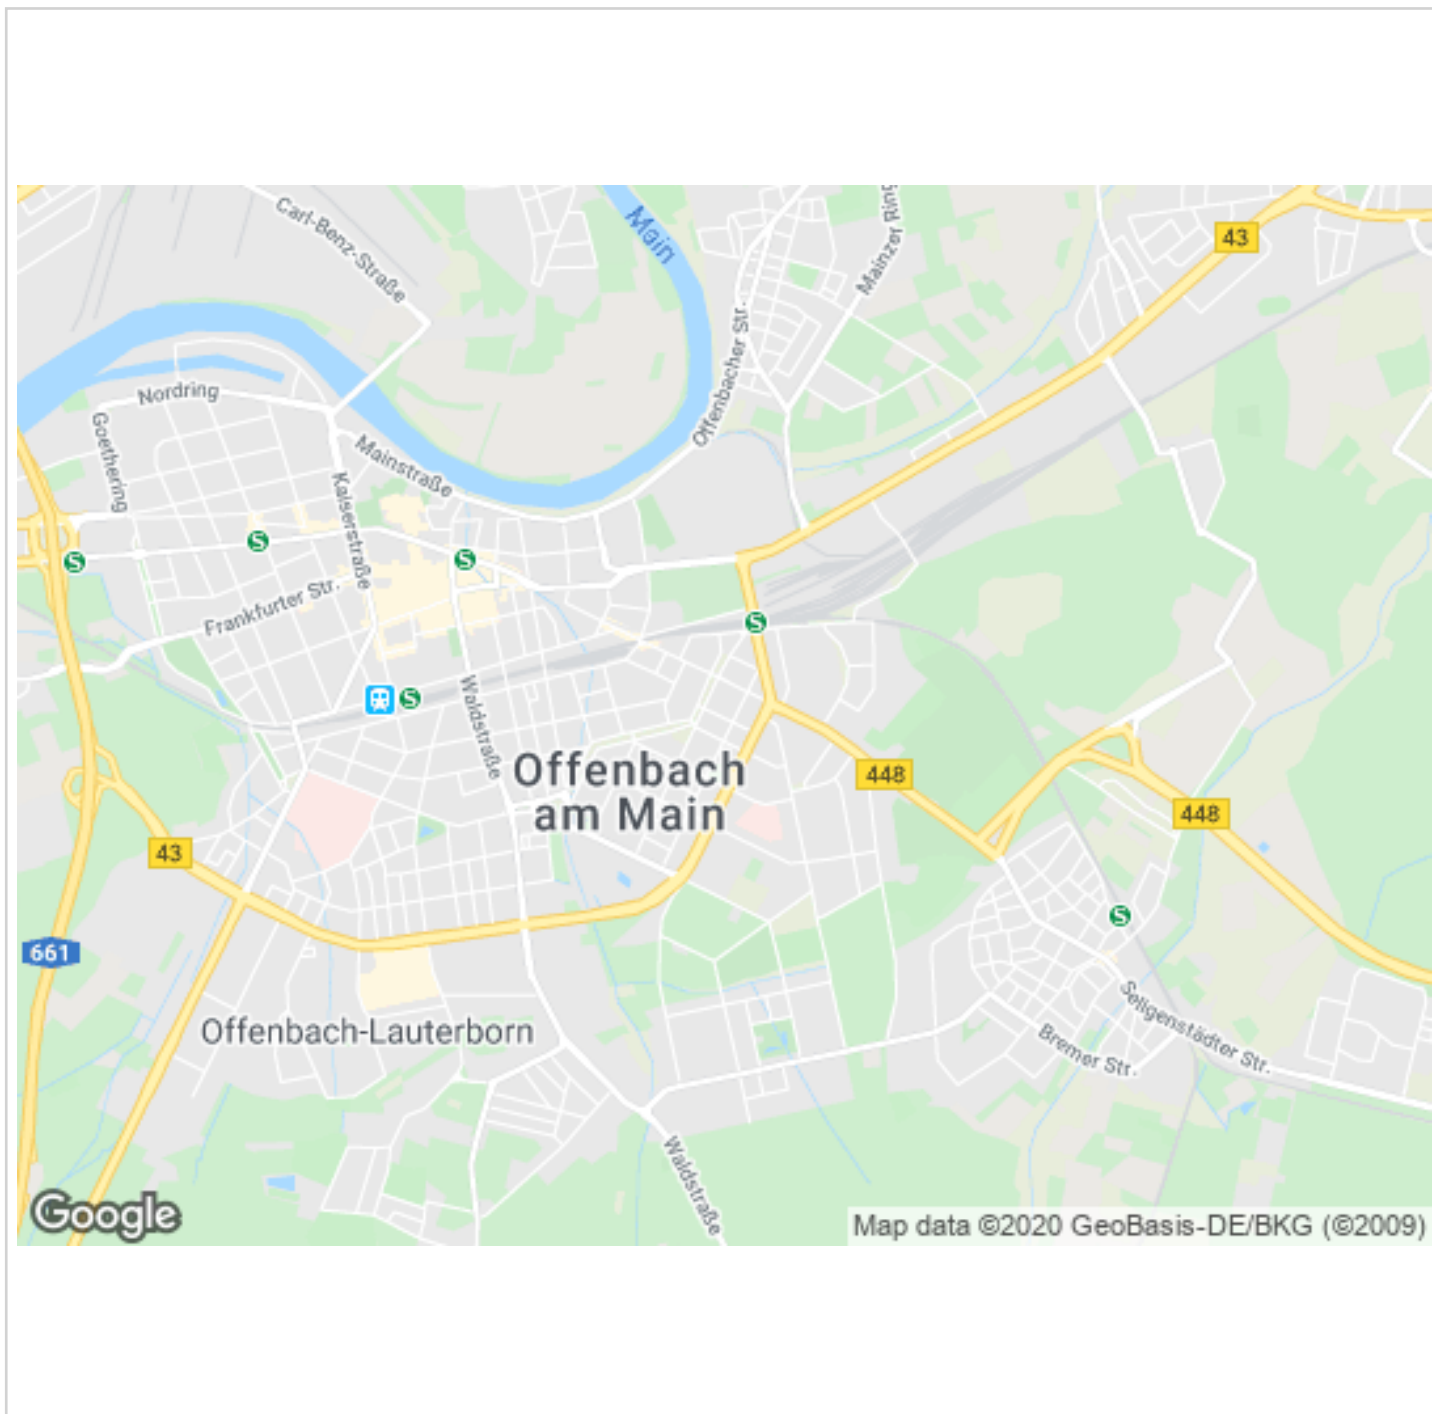 Carl-Benz-Straße
Main
Mainzer Ring
43
Offenbacher Str.
Nordring
Goethering
Mainstraße
Kaiserstraße
S
S
S
Frankfurter Str.
S
S
Waldstraße
Offenbach
am Main
448
448
43
S
661
Seligenstädter Str.
Offenbach-Lauterborn
Bremer Str.
Waldstraße
Google
Map data ©2020 GeoBasis-DE/BKG (©2009)